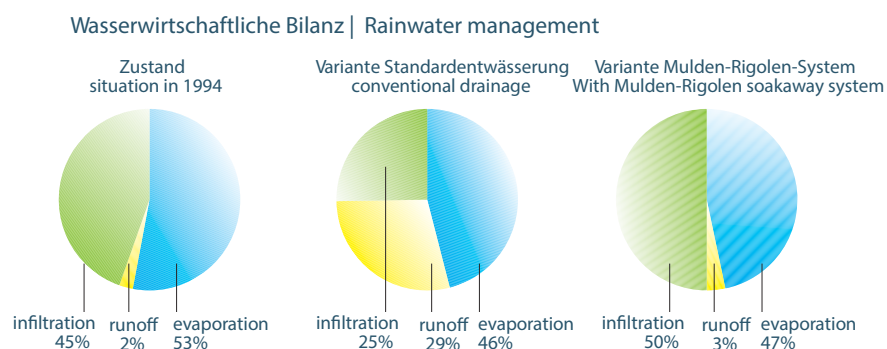 Wasserwirtschaftliche Bilanz | Rainwater management
Zustand
situation in 1994
Variante Standardentwässerung
conventional drainage
Variante Mulden-Rigolen-System
With Mulden-Rigolen soakaway system
infiltration runoff evaporation
45% 2% 53%
infiltration runoff evaporation
25% 29% 46%
infiltration runoff evaporation
50% 3% 47%